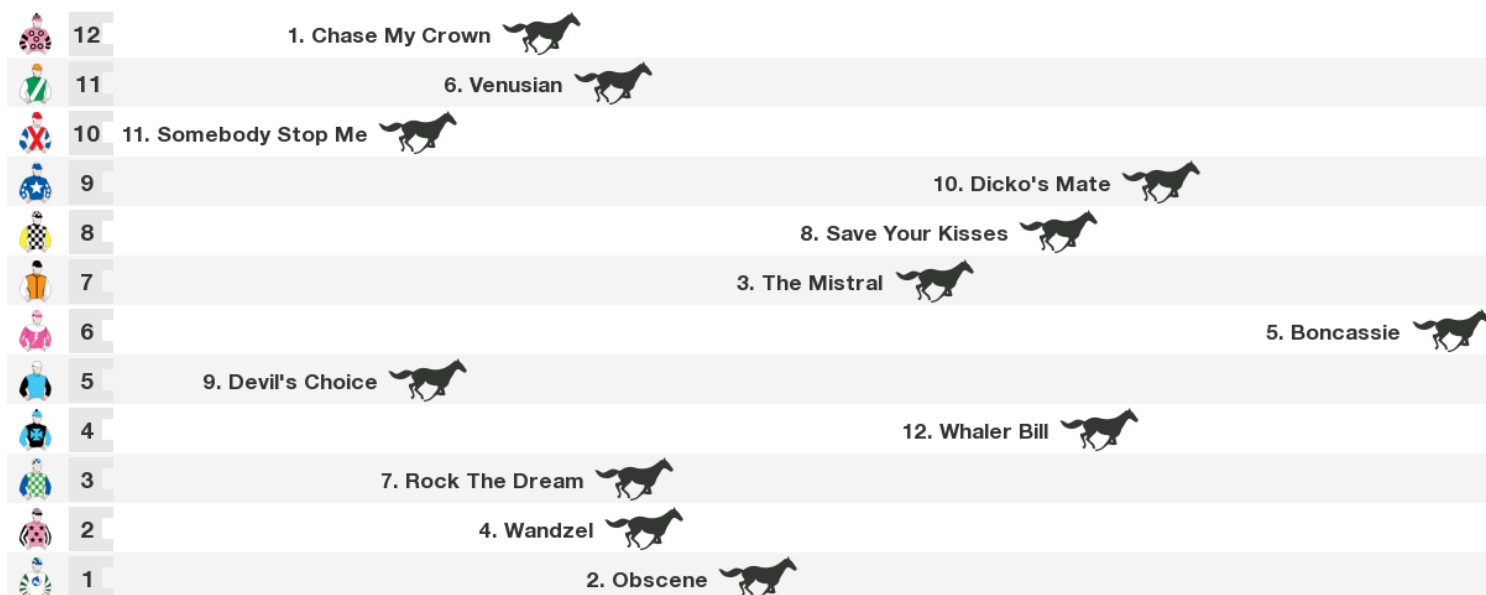 12 1. Chase My Crown
11 6. Venusian
10 11. Somebody Stop Me
9 10. Dicko's Mate
8 8. Save Your Kisses
7 3. The Mistral
6 5. Boncassie
5 9. Devil's Choice
4 12. Whaler Bill
3 7. Rock The Dream
2 4. Wandzel
1 2. Obscene